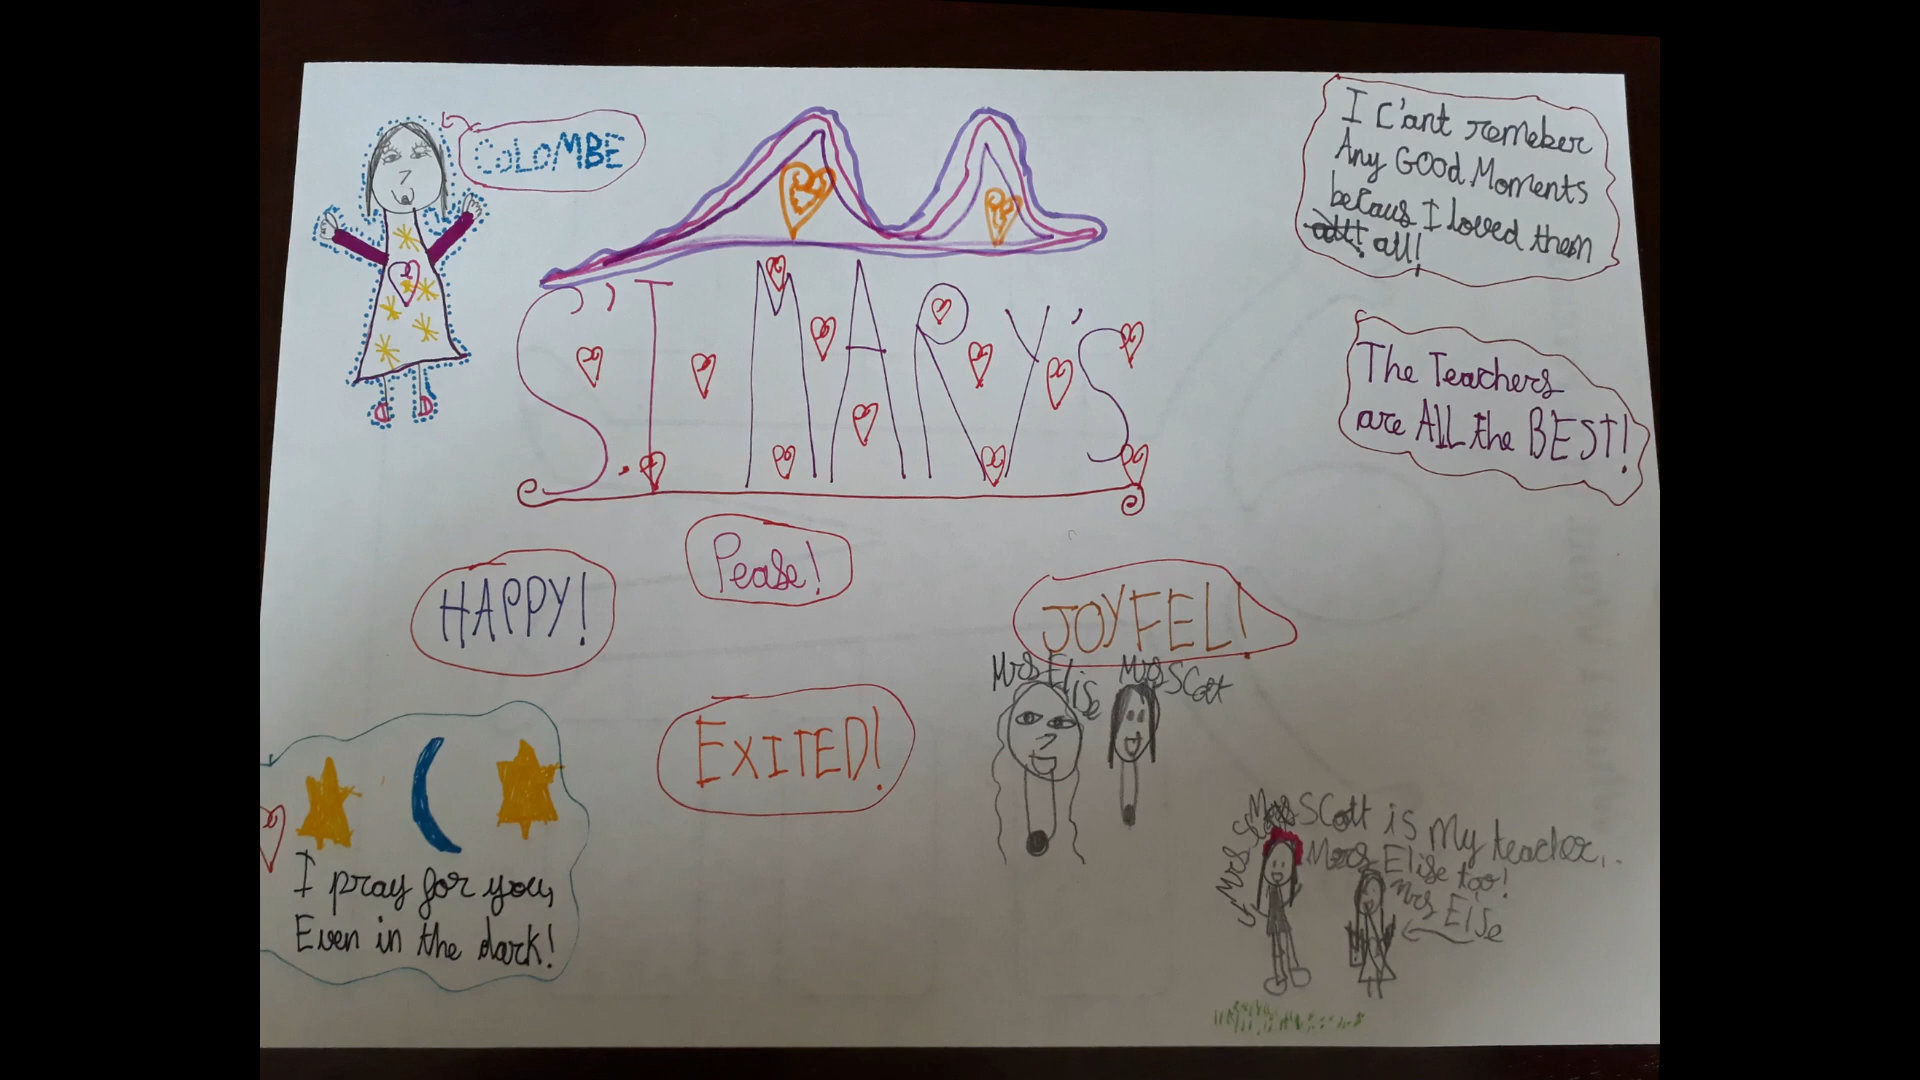 COLOMBE
I C'ant remeber
Any GOOd Moments
becaus I loved them
all!
S'T. MARY'S
The Teachers
are ALL the BEST!
Pease!
HAPPY!
JOYFEL!
Mrs Elise
Mrs SCott
EXITED!
I pray for you,
Even in the dark!
Mrs SCott is My teacher...
Mrs Elise too!
Mrs Scott
Mrs Elise